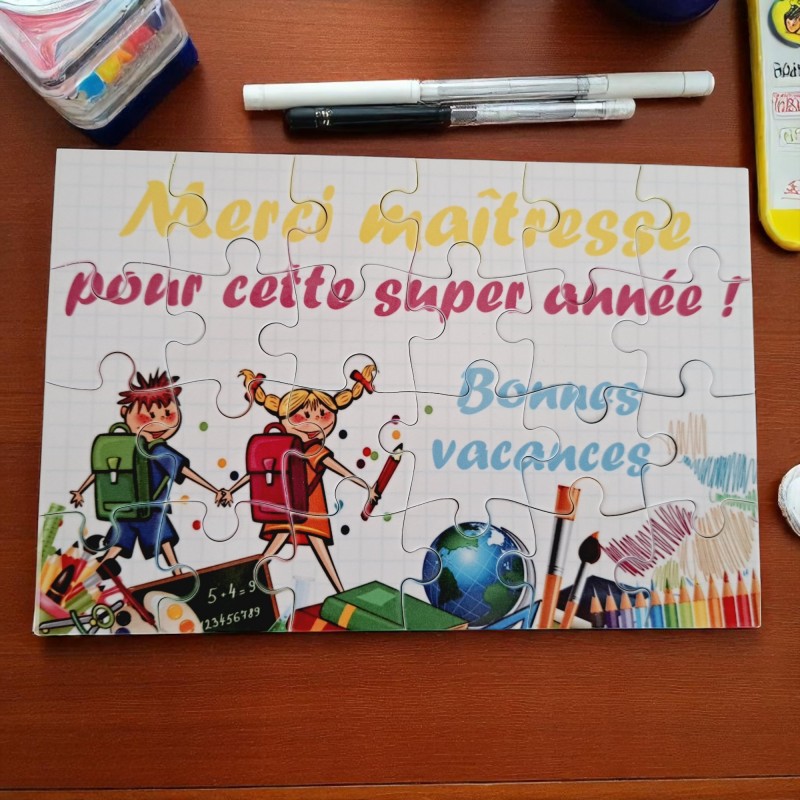 Merci maîtresse
pour cette super année !
Bonnes
vacances
5+4=9
123456789